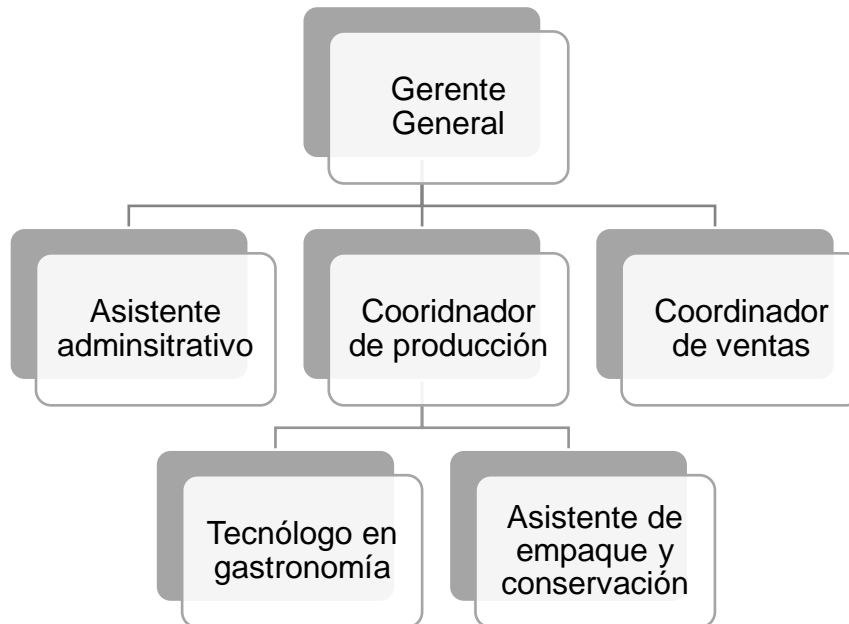 Gerente
General
Asistente
adminsitrativo
Cooridnador
de producción
Coordinador
de ventas
Tecnólogo en
gastronomía
Asistente de
empaque y
conservación